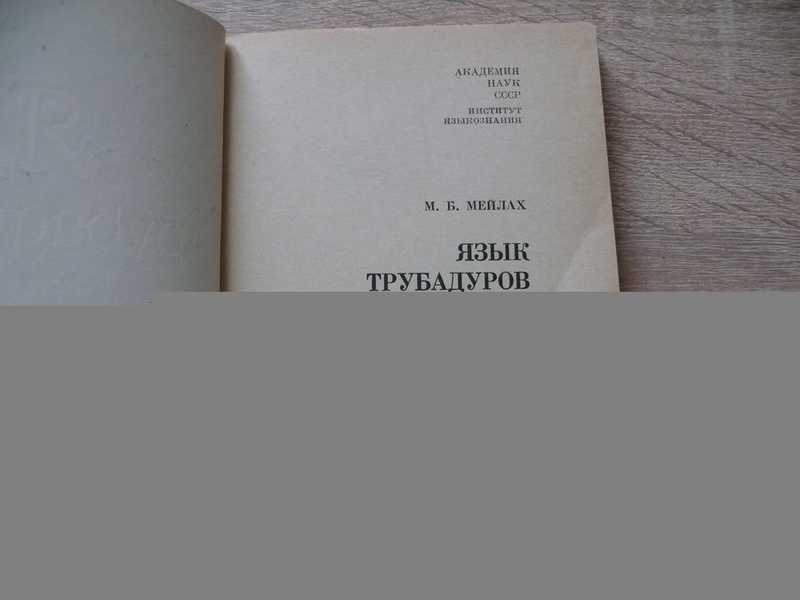 АКАДЕМИЯ
НАУК
СССР
ИНСТИТУТ
ЯЗЫКОЗНАНИЯ
М. Б. МЕЙЛАХ
ЯЗЫК
ТРУБАДУРОВ